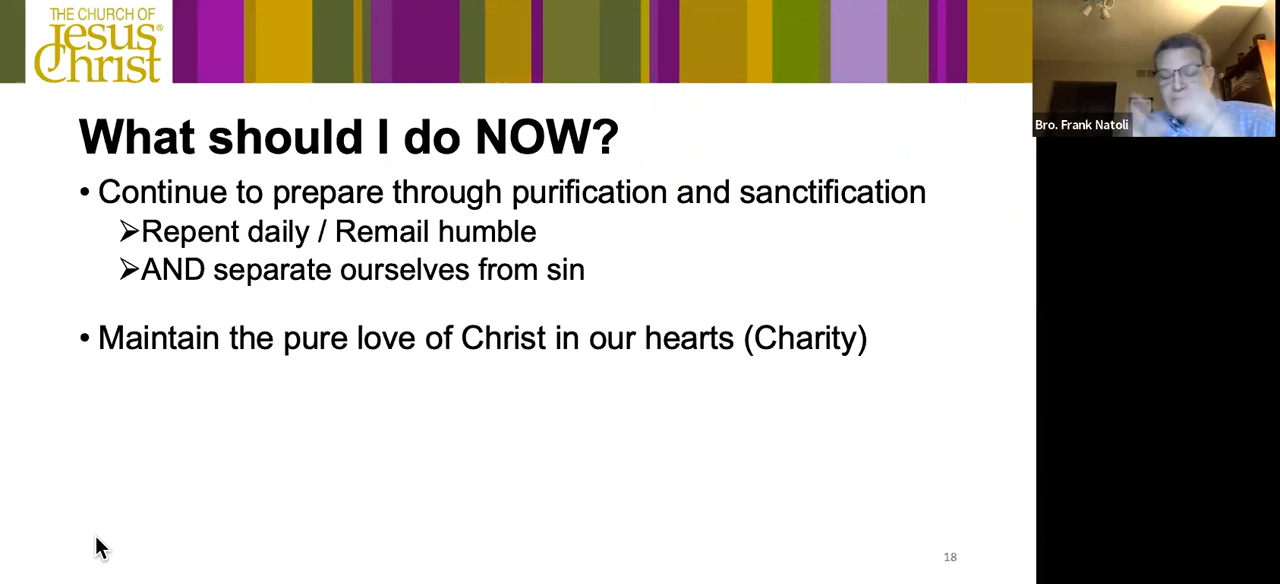 THE CHURCH OF
Jesus®
Christ
Bro. Frank Natoli
What should I do NOW?
• Continue to prepare through purification and sanctification
➢Repent daily / Remail humble
➢AND separate ourselves from sin
• Maintain the pure love of Christ in our hearts (Charity)
18